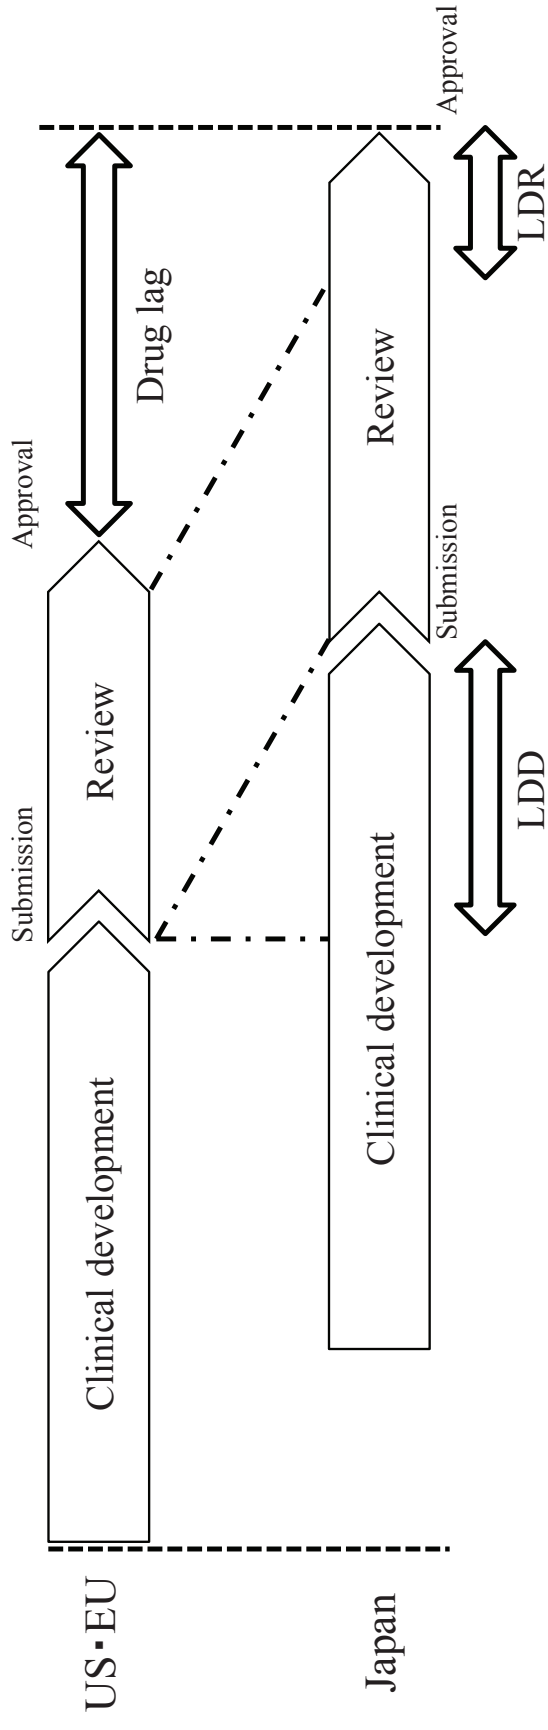 US▪EU
Clinical development
Submission
Review
Approval
Drug lag
Japan
Clinical development
Submission
Review
Approval
LDD
LDR